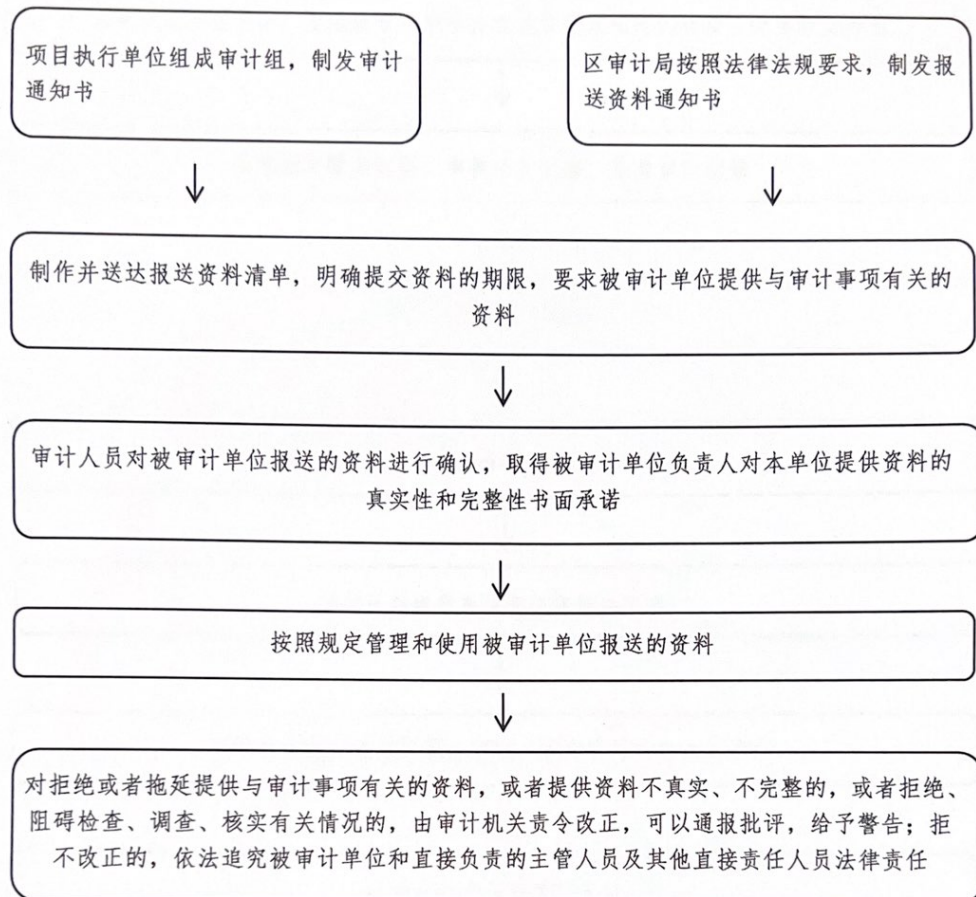 项目执行单位组成审计组，制发审计
通知书
区审计局按照法律法规要求，制发报
送资料通知书
制作并送达报送资料清单，明确提交资料的期限，要求被审计单位提供与审计事项有关的
资料
审计人员对被审计单位报送的资料进行确认，取得被审计单位负责人对本单位提供资料的
真实性和完整性书面承诺
按照规定管理和使用被审计单位报送的资料
对拒绝或者拖延提供与审计事项有关的资料，或者提供资料不真实、不完整的，或者拒绝、
阻碍检查、调查、核实有关情况的，由审计机关责令改正，可以通报批评，给予警告；拒
不改正的，依法追究被审计单位和直接负责的主管人员及其他直接责任人员法律责任